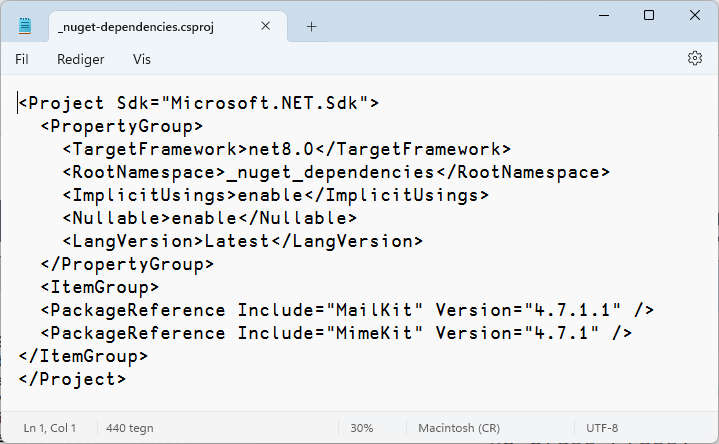 _nuget-dependencies.csproj
Fil Rediger Vis
<Project Sdk="Microsoft.NET.Sdk">
  <PropertyGroup>
    <TargetFramework>net8.0</TargetFramework>
    <RootNamespace>_nuget_dependencies</RootNamespace>
    <ImplicitUsings>enable</ImplicitUsings>
    <Nullable>enable</Nullable>
    <LangVersion>Latest</LangVersion>
  </PropertyGroup>
  <ItemGroup>
  <PackageReference Include="MailKit" Version="4.7.1.1" />
  <PackageReference Include="MimeKit" Version="4.7.1" />
</ItemGroup>
</Project>
Ln 1, Col 1 440 tegn 30% Macintosh (CR) UTF-8